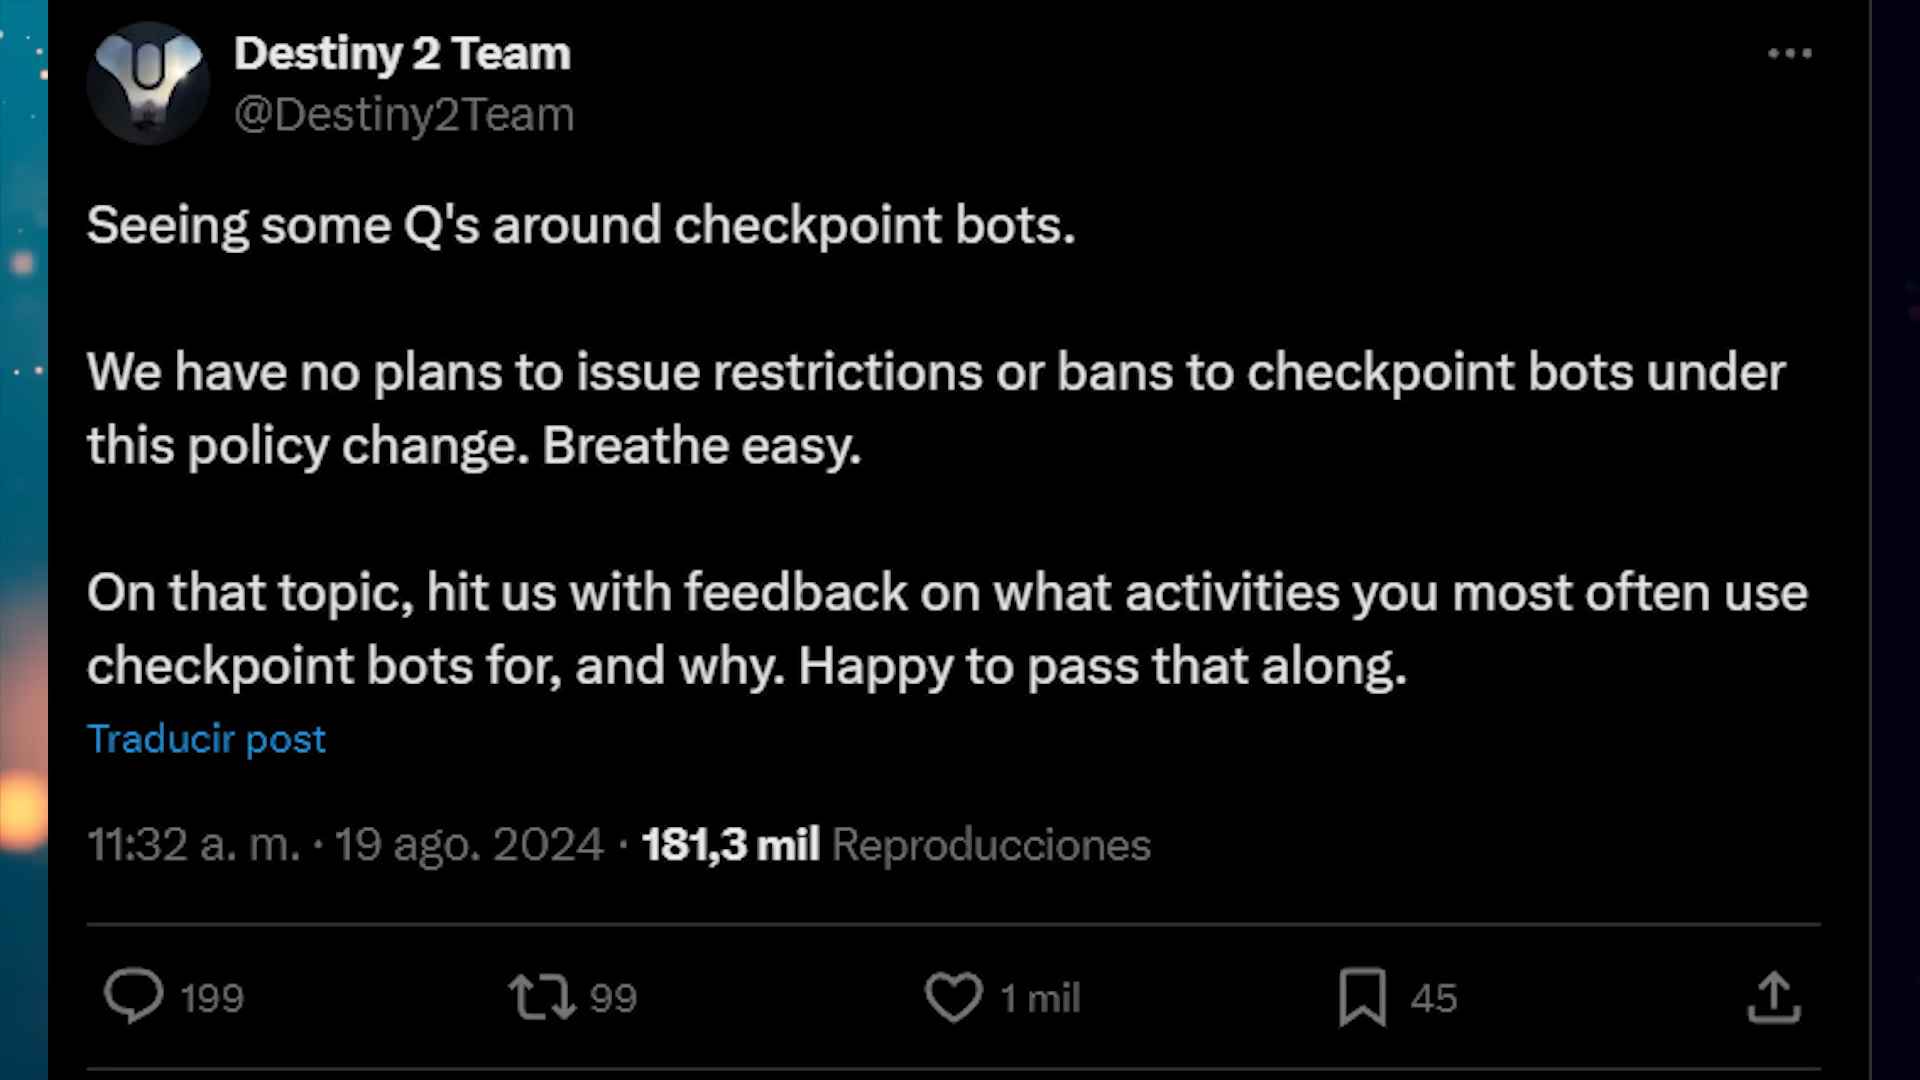 Destiny 2 Team
@Destiny2Team
Seeing some Q's around checkpoint bots.
We have no plans to issue restrictions or bans to checkpoint bots under
this policy change. Breathe easy.
On that topic, hit us with feedback on what activities you most often use
checkpoint bots for, and why. Happy to pass that along.
Traducir post
11:32 a. m. · 19 ago. 2024 · 181,3 mil Reproducciones
199 99 1 mil 45